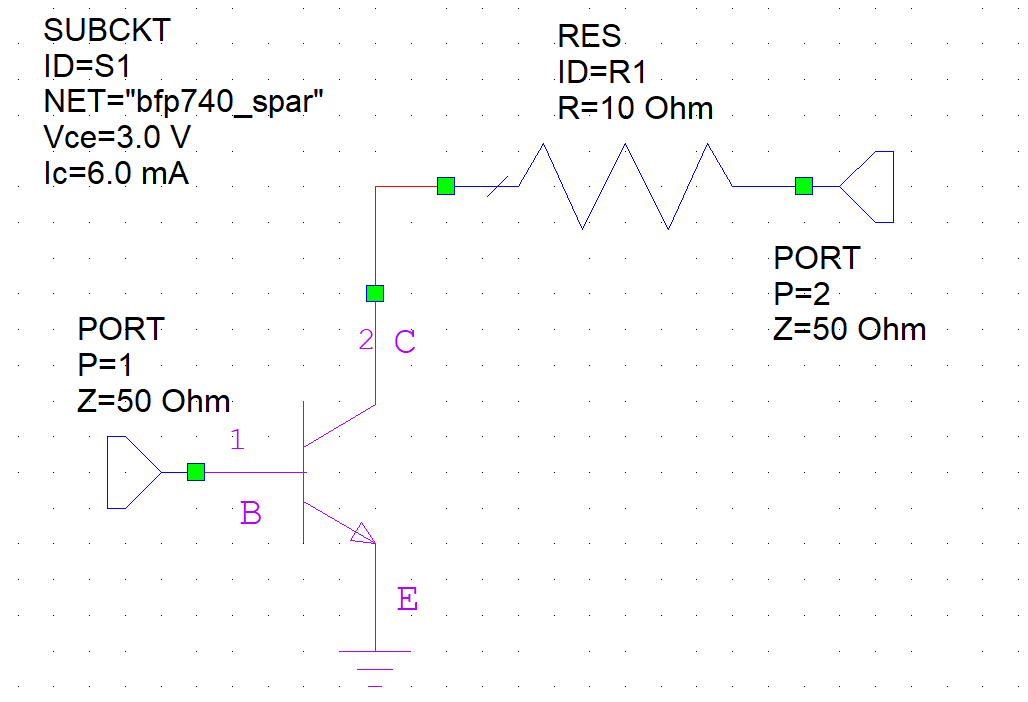 SUBCKT
ID=S1
NET="bfp740_spar"
Vce=3.0 V
Ic=6.0 mA
RES
ID=R1
R=10 Ohm
PORT
P=2
Z=50 Ohm
PORT
P=1
Z=50 Ohm
2 C
1
B
E